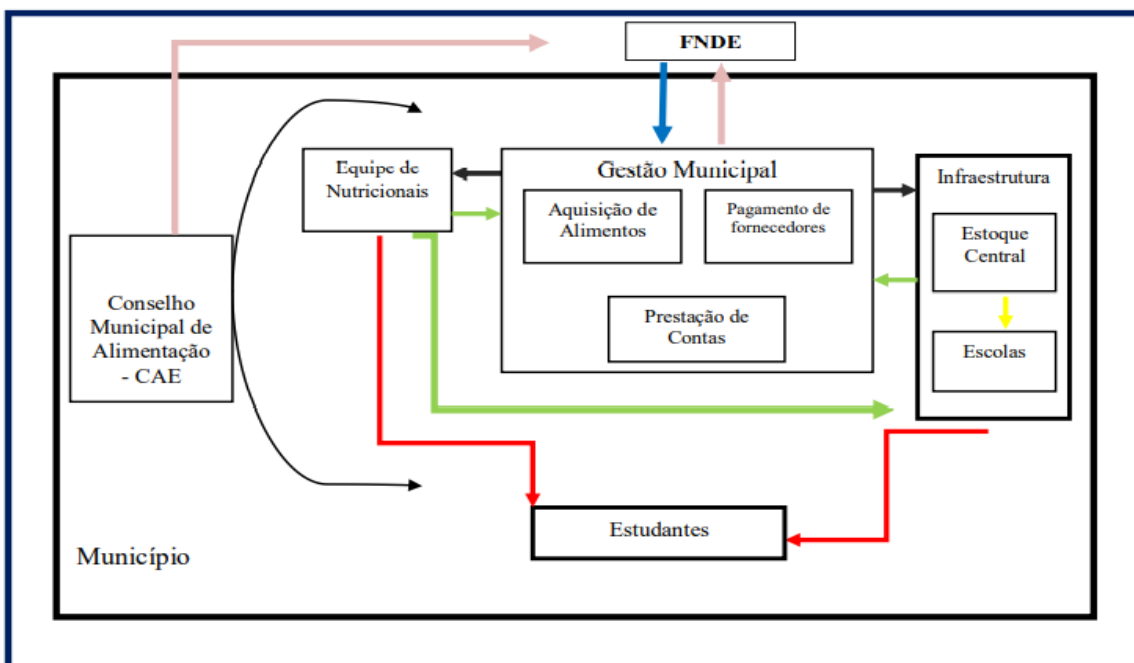 FNDE
Equipe de
Nutricionais
Gestão Municipal
Aquisição de
Alimentos
Pagamento de
fornecedores
Prestação de
Contas
Infraestrutura
Estoque
Central
Escolas
Conselho
Municipal de
Alimentação
- CAE
Estudantes
Município